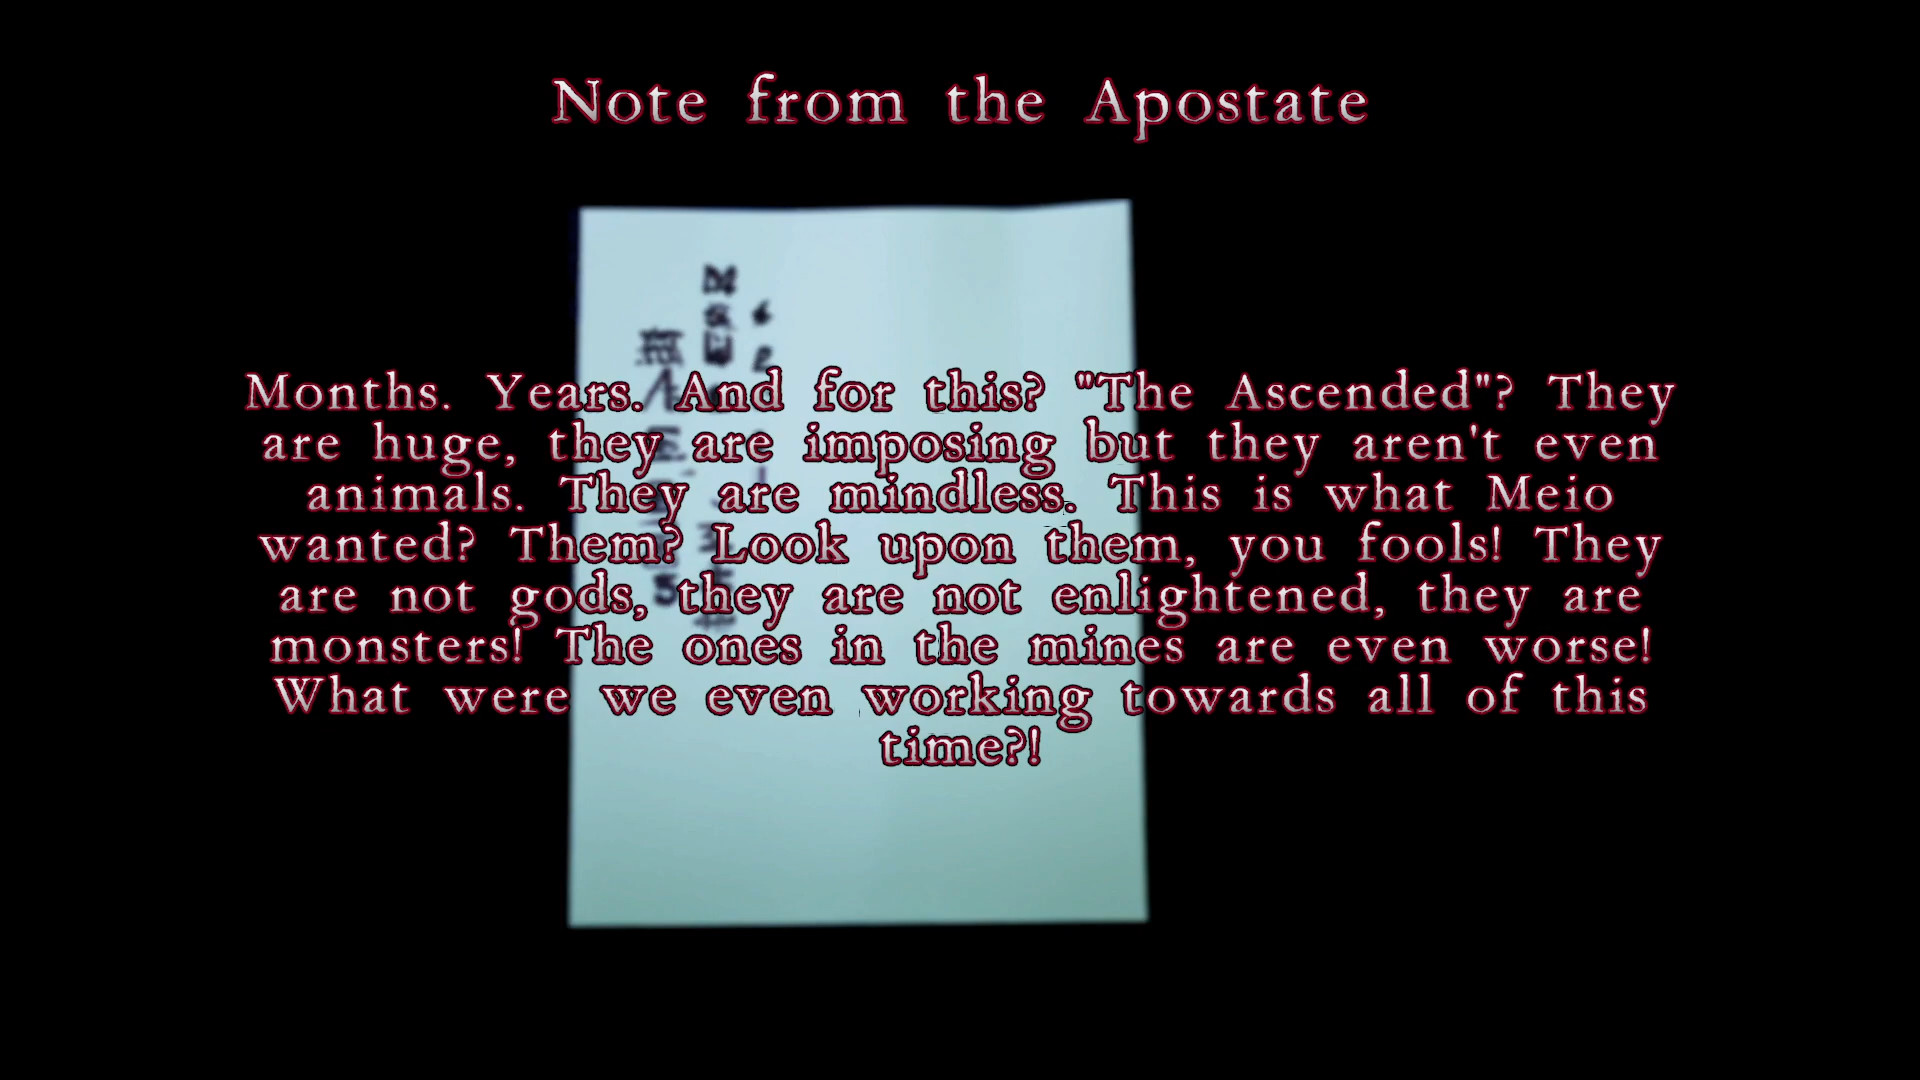 Note from the Apostate
Months. Years. And for this? "The Ascended"? They
are huge, they are imposing but they aren't even
animals. They are mindless. This is what Meio
wanted? Them? Look upon them, you fools! They
are not gods, they are not enlightened, they are
monsters! The ones in the mines are even worse!
What were we even working towards all of this
time?!